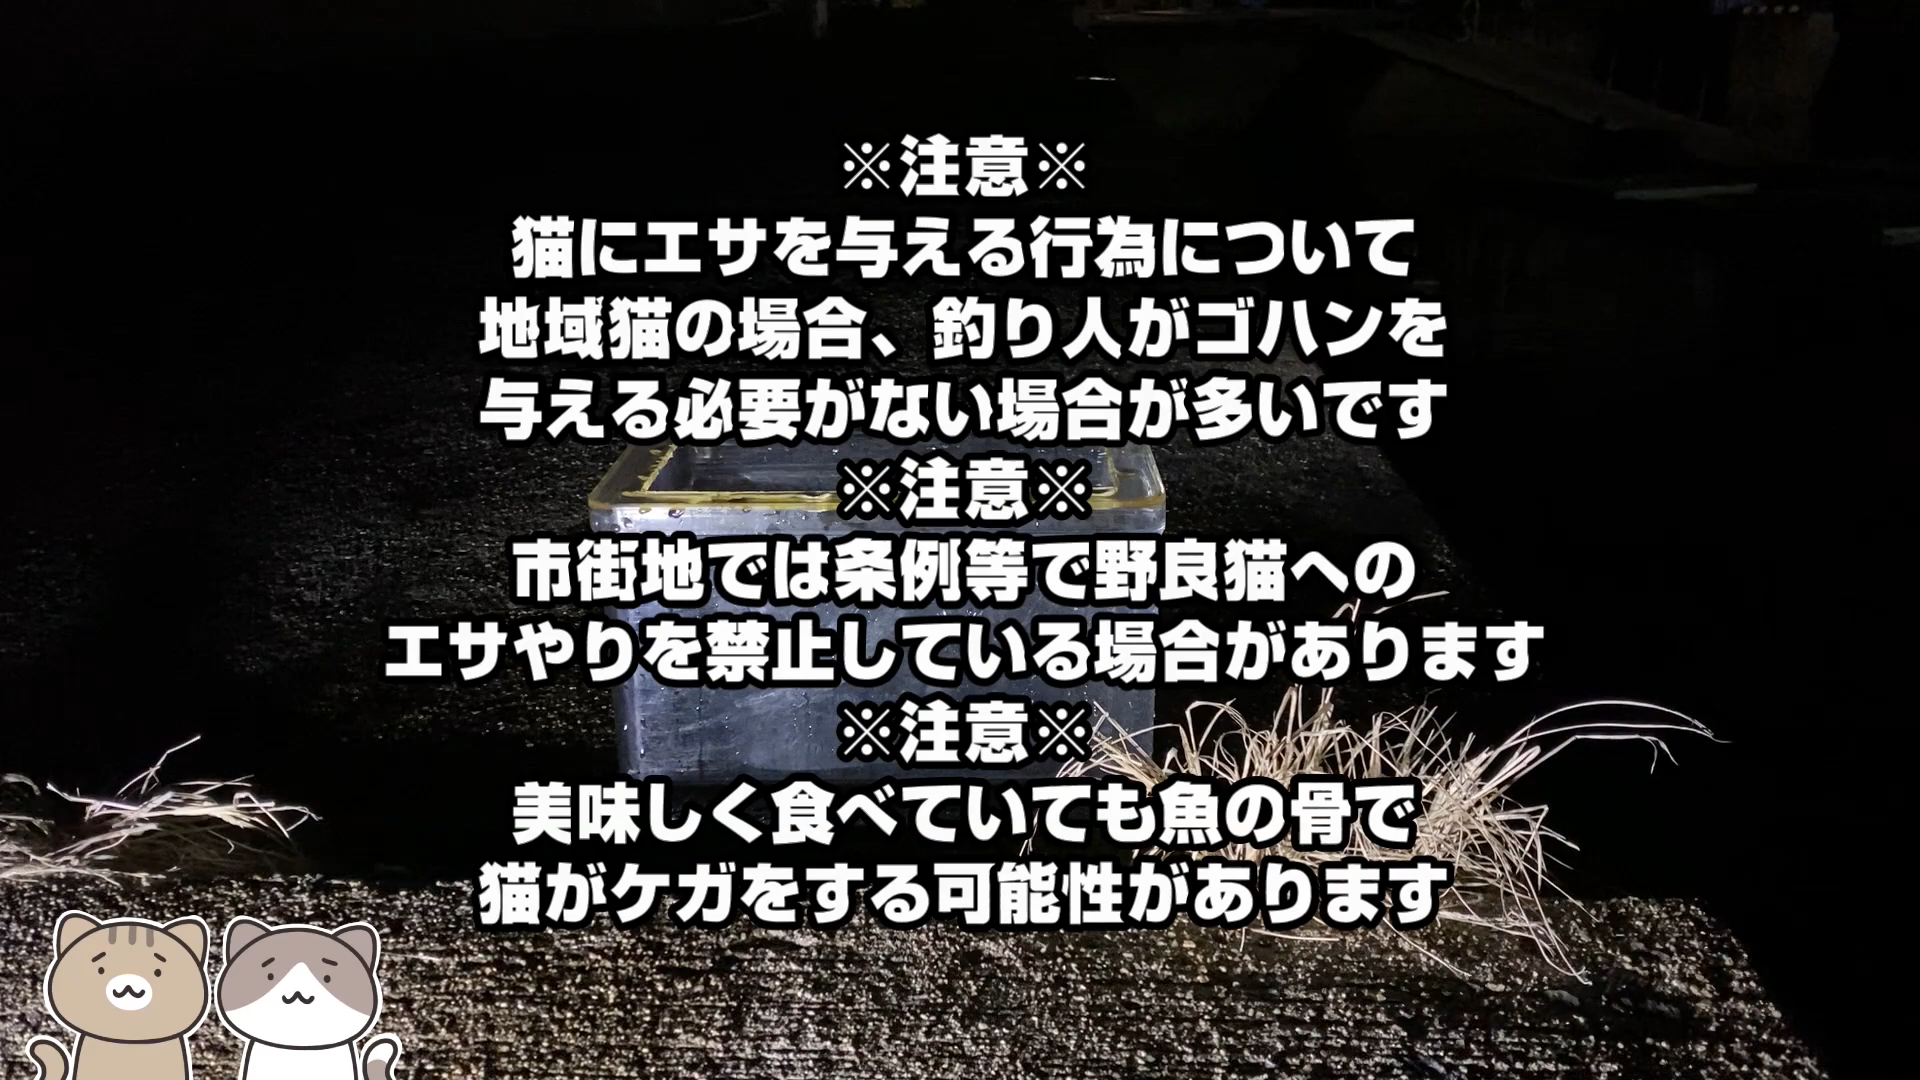 ※注意※
猫にエサを与える行為について
地域猫の場合、釣り人がゴハンを
与える必要がない場合が多いです
※注意※
市街地では条例等で野良猫への
エサやりを禁止している場合があります
※注意※
美味しく食べていても魚の骨で
猫がケガをする可能性があります